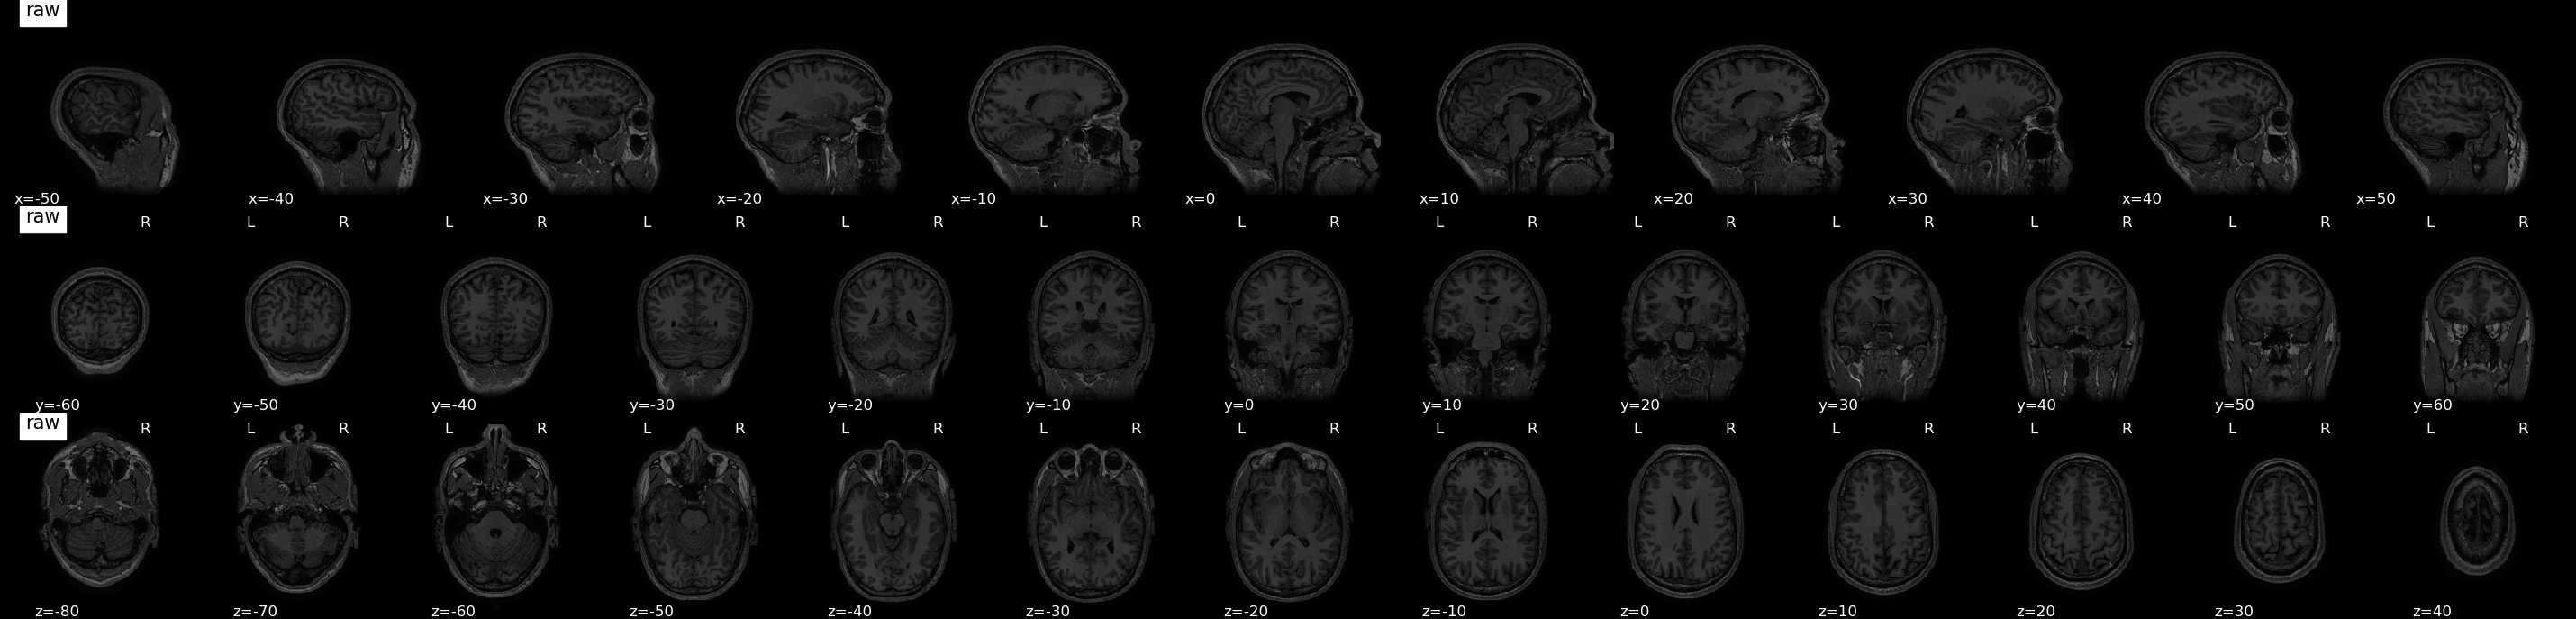 raw
x=-50 x=-40 x=-30 x=-20 x=-10 x=0 x=10 x=20 x=30 x=40 x=50
raw
R L R L R L R L R L R L R L R L R L R L R L R L R
y=-60 y=-50 y=-40 y=-30 y=-20 y=-10 y=0 y=10 y=20 y=30 y=40 y=50 y=60
raw
R L R L R L R L R L R L R L R L R L R L R L R L R
z=-80 z=-70 z=-60 z=-50 z=-40 z=-30 z=-20 z=-10 z=0 z=10 z=20 z=30 z=40